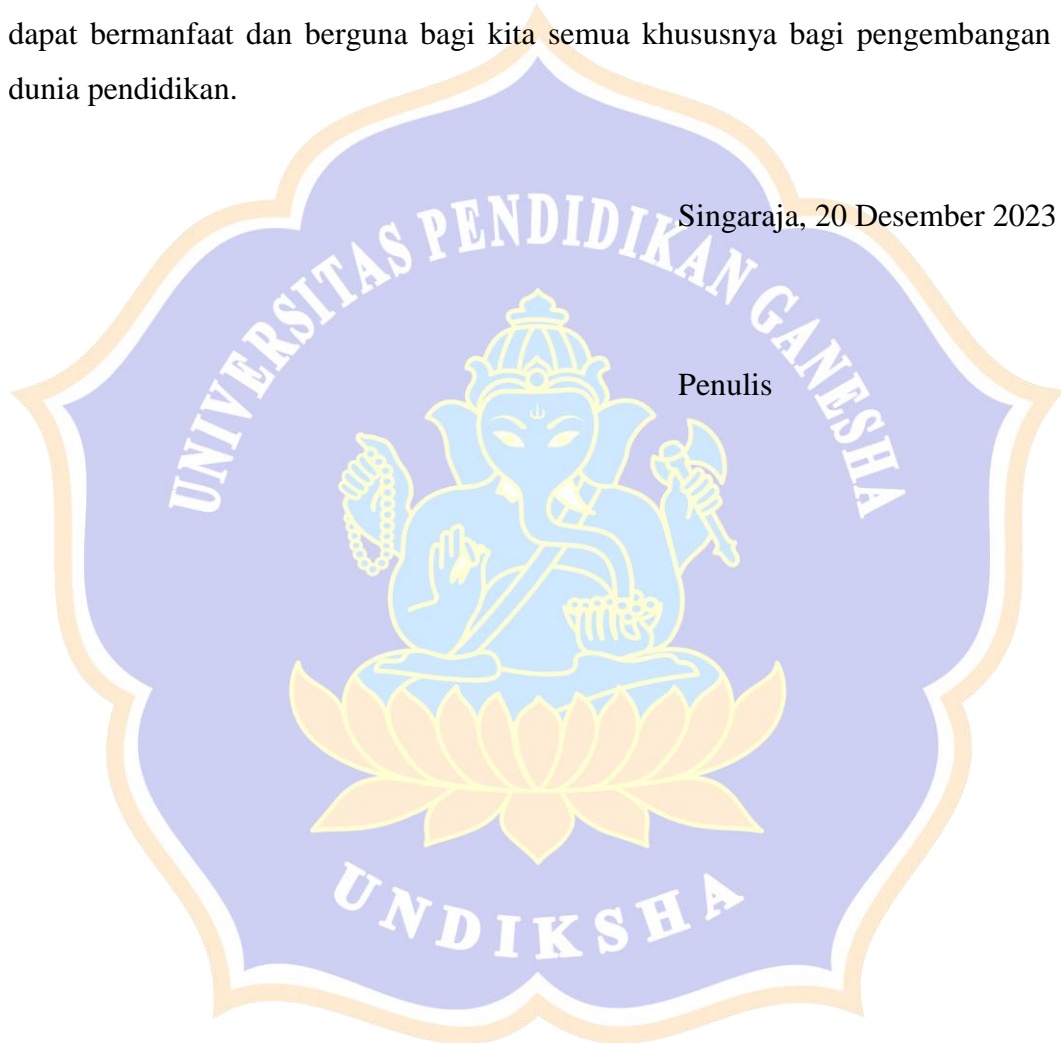 dapat bermanfaat dan berguna bagi kita semua khususnya bagi pengembangan
dunia pendidikan.
Singaraja, 20 Desember 2023
UNIVERSITAS PENDIDIKAN GANESHA
Penulis
UNDIKSHA